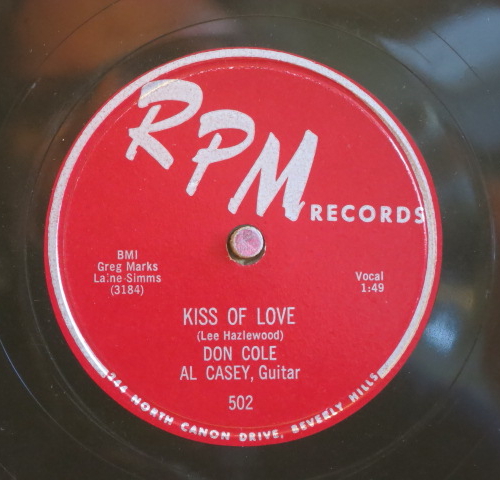 RPM
RECORDS
BMI
Greg Marks
Laine-Simms
(3184)
Vocal
1:49
KISS OF LOVE
(Lee Hazlewood)
DON COLE
AL CASEY, Guitar
502
244 NORTH CANON DRIVE, BEVERLY HILLS